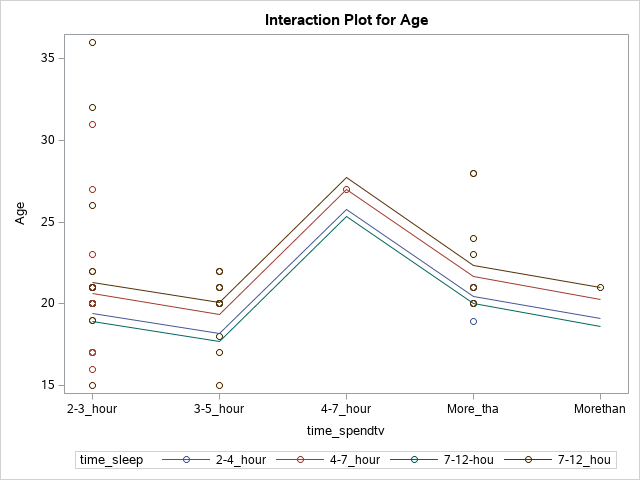 Interaction Plot for Age
35
30
25
20
15
Age
2-3_hour 3-5_hour 4-7_hour More_tha Morethan
time_spendtv
time_sleep 2-4_hour 4-7_hour 7-12-hou 7-12_hou